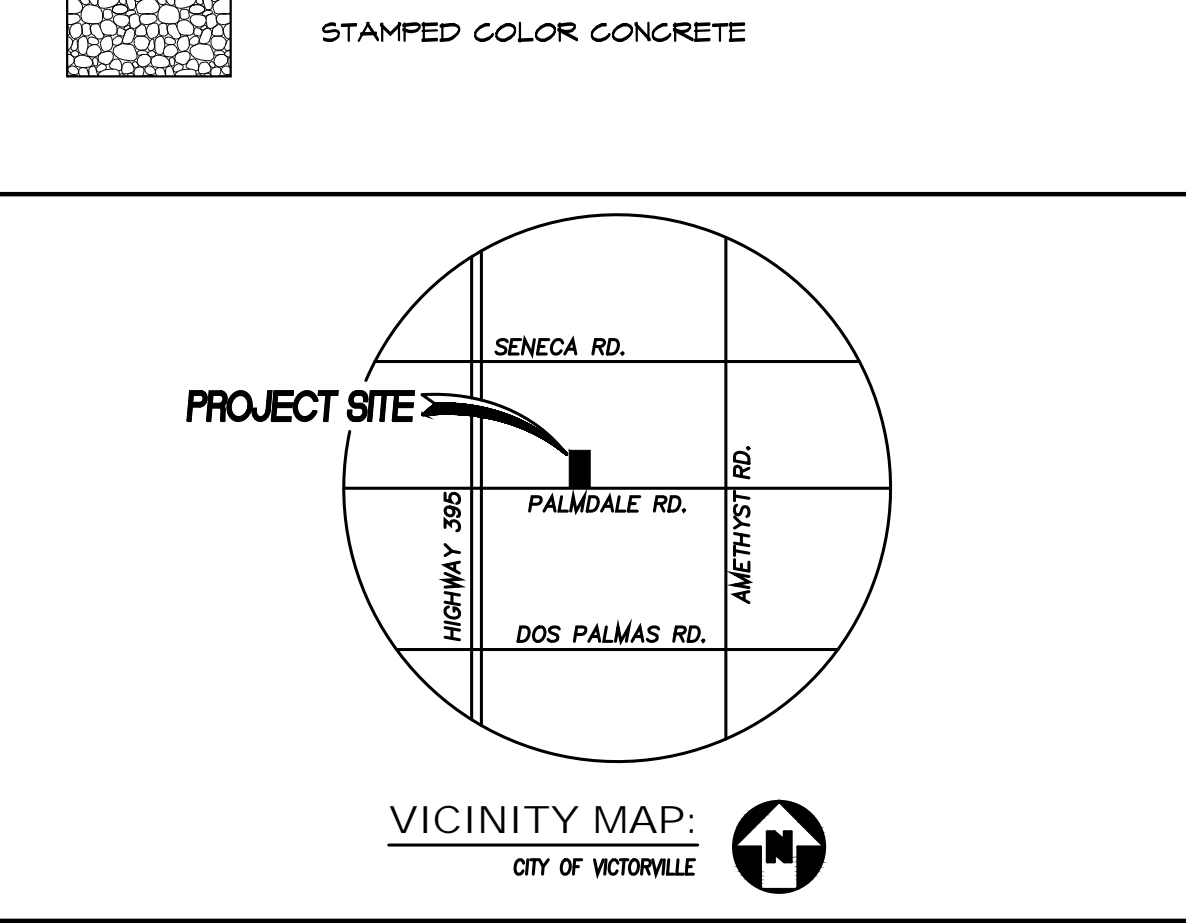 STAMPED COLOR CONCRETE
SENECA RD.
PROJECT SITE
PALMDALE RD.
HIGHWAY 395
AMETHYST RD.
DOS PALMAS RD.
VICINITY MAP:
CITY OF VICTORVILLE
N